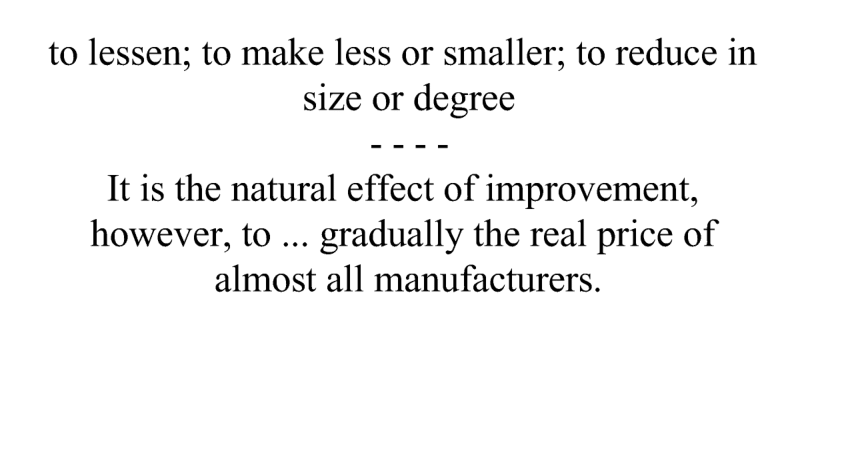 to lessen; to make less or smaller; to reduce in
size or degree
- - - -
It is the natural effect of improvement,
however, to ... gradually the real price of
almost all manufacturers.